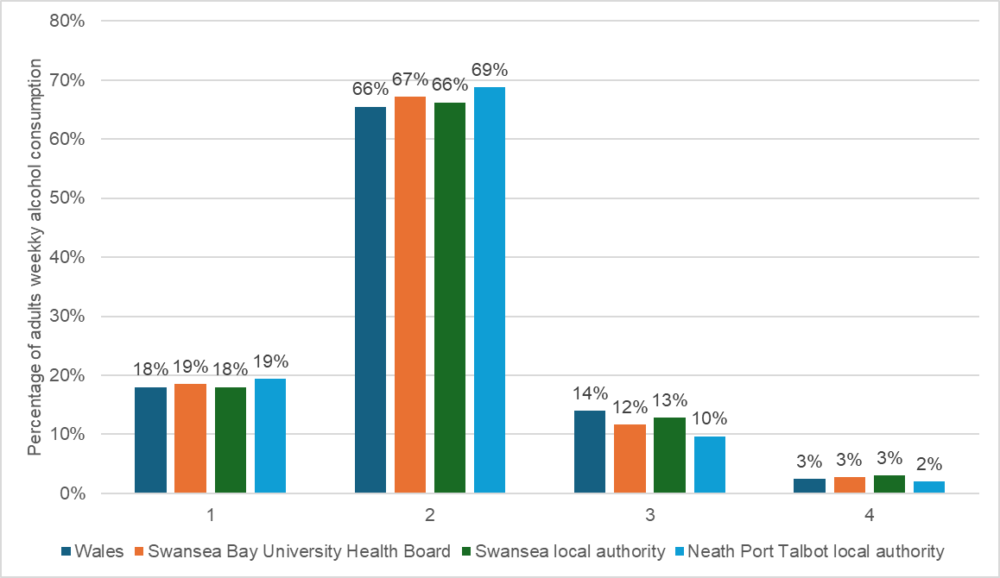 80%
70%
60%
50%
40%
30%
20%
10%
0%
Percentage of adults weekky alcohol consumption
18% 19% 18% 19%
66% 67% 66% 69%
14% 12% 13% 10%
3% 3% 3% 2%
1 2 3 4
Wales Swansea Bay University Health Board Swansea local authority Neath Port Talbot local authority